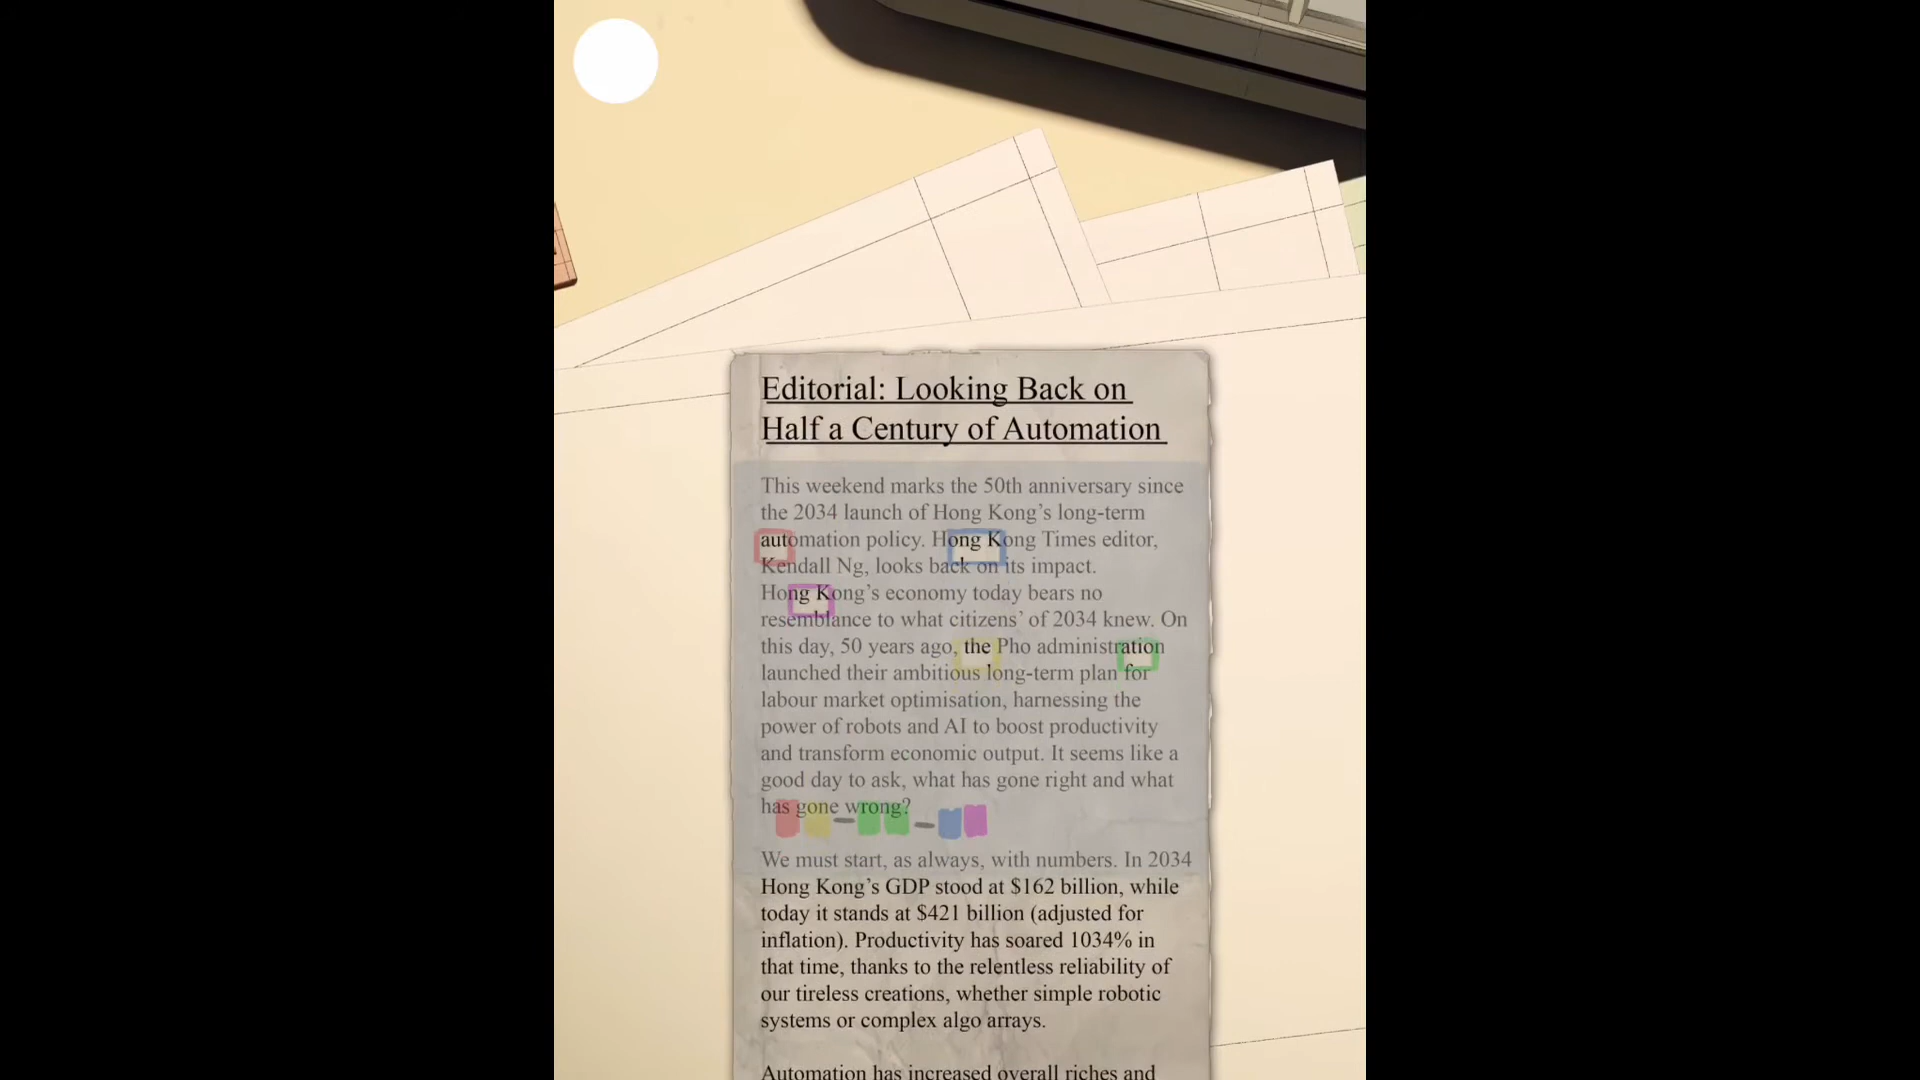 Editorial: Looking Back on
Half a Century of Automation
This weekend marks the 50th anniversary since
the 2034 launch of Hong Kong’s long-term
automation policy. Hong Kong Times editor,
Kendall Ng, looks back on its impact.
Hong Kong’s economy today bears no
resemblance to what citizens’ of 2034 knew. On
this day, 50 years ago, the Pho administration
launched their ambitious long-term plan for
labour market optimisation, harnessing the
power of robots and AI to boost productivity
and transform economic output. It seems like a
good day to ask, what has gone right and what
has gone wrong?
We must start, as always, with numbers. In 2034
Hong Kong’s GDP stood at $162 billion, while
today it stands at $421 billion (adjusted for
inflation). Productivity has soared 1034% in
that time, thanks to the relentless reliability of
our tireless creations, whether simple robotic
systems or complex algo arrays.
Automation has increased overall riches and